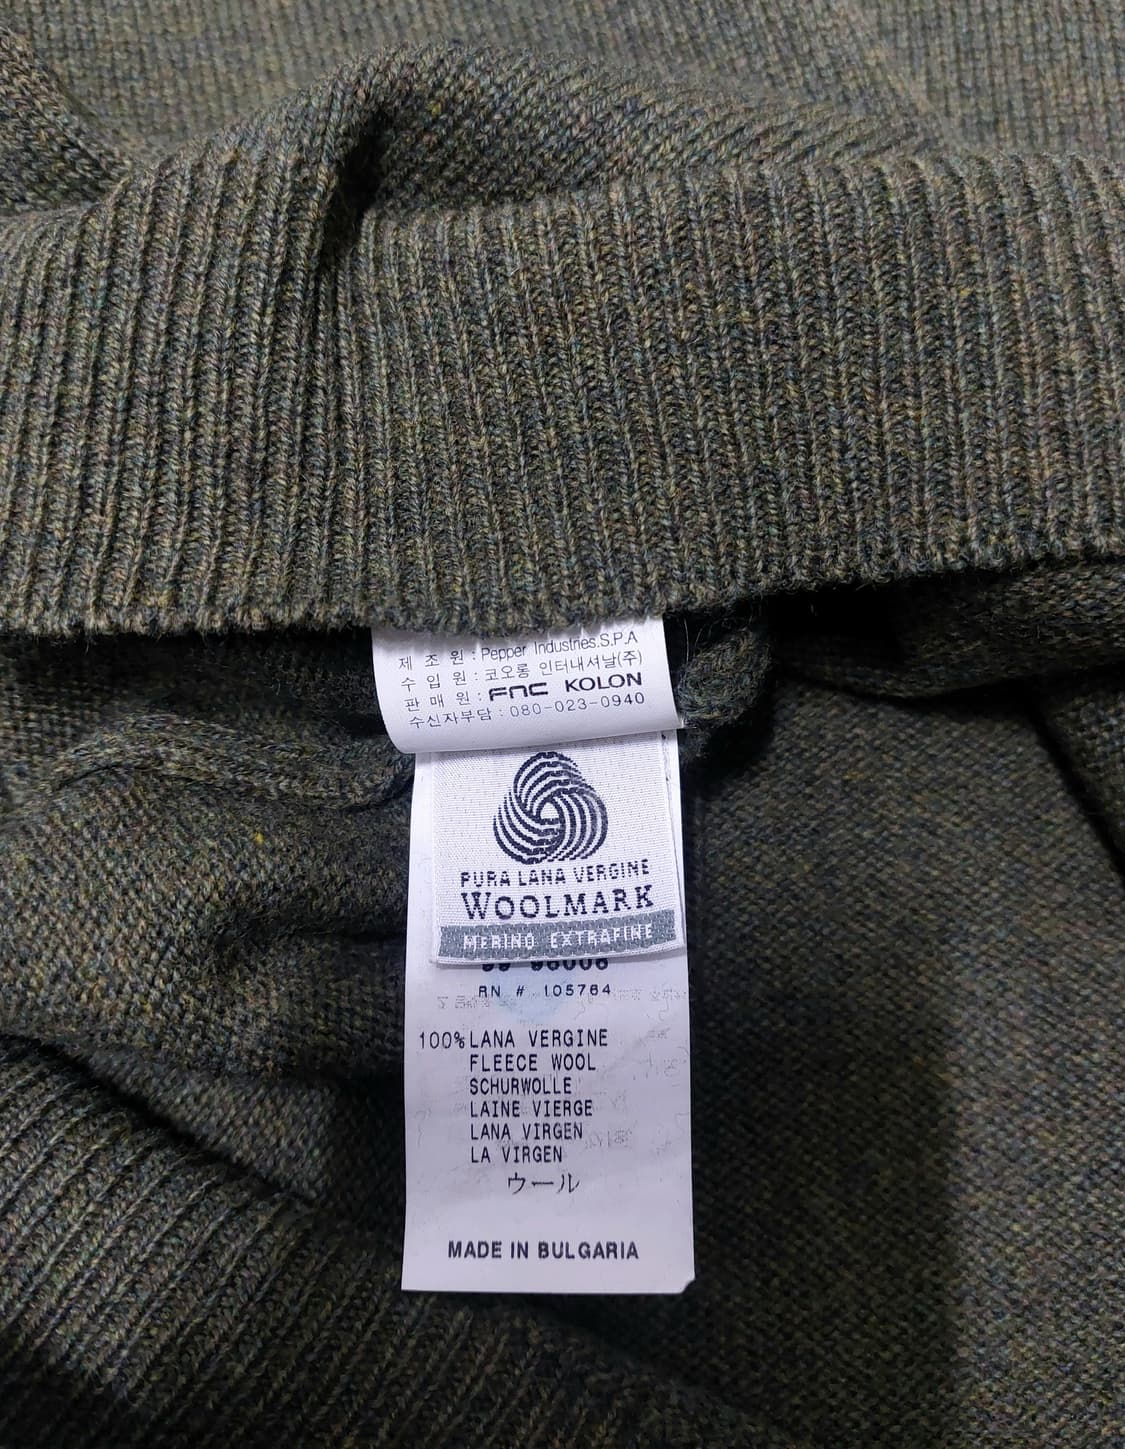 제 조 원 : Pepper Industries.S.P.A
수 입 원 : 코오롱 인터내셔날(주)
판 매 원 : FnC KOLON
수신자부담 : 080-023-0940
PURA LANA VERGINE
WOOLMARK
MERINO EXTRAFINE
RN # 105764
100% LANA VERGINE
FLEECE WOOL
SCHURWOLLE
LAINE VIERGE
LANA VIRGEN
LA VIRGEN
ウール
MADE IN BULGARIA